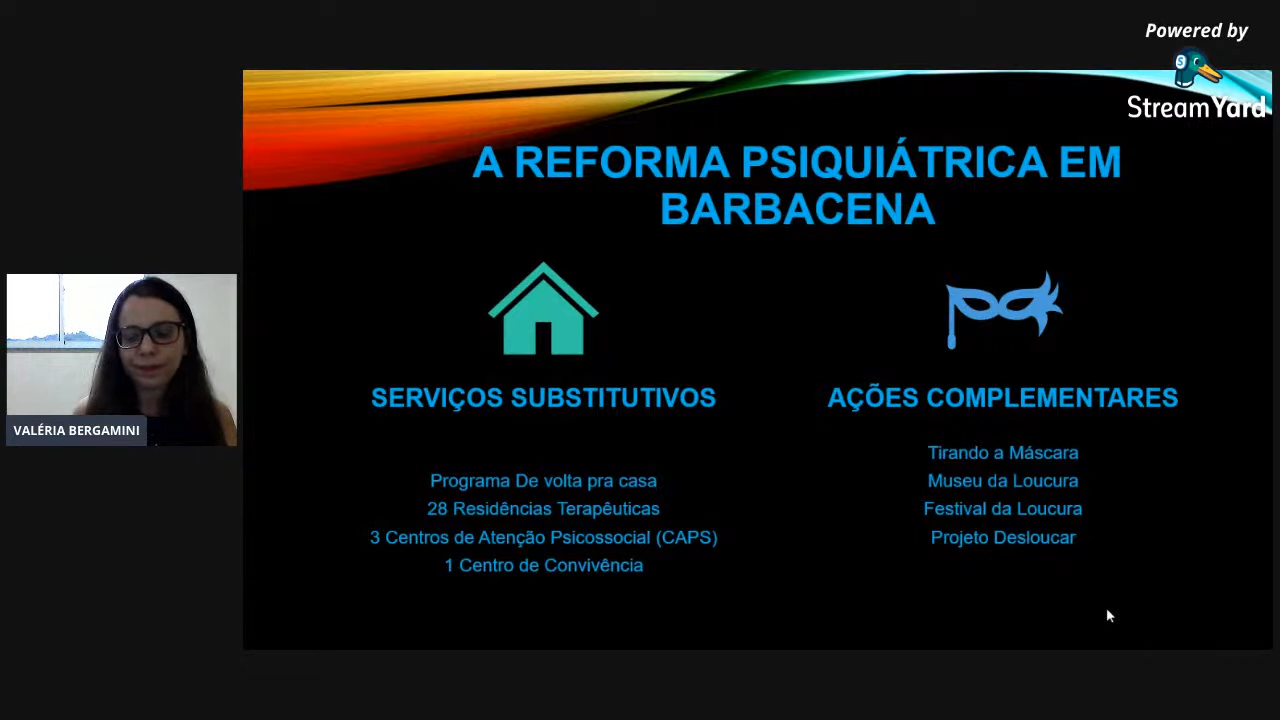 Powered by
StreamYard
A REFORMA PSIQUIÁTRICA EM
BARBACENA
SERVIÇOS SUBSTITUTIVOS
Programa De volta pra casa
28 Residências Terapêuticas
3 Centros de Atenção Psicossocial (CAPS)
1 Centro de Convivência
AÇÕES COMPLEMENTARES
Tirando a Máscara
Museu da Loucura
Festival da Loucura
Projeto Desloucar
VALÉRIA BERGAMINI